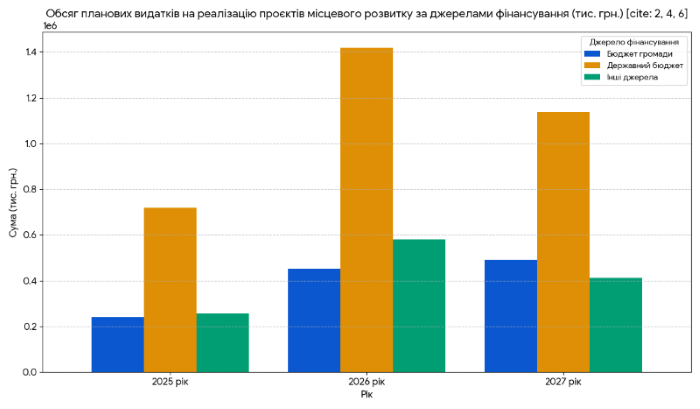 Обсяг планових видатків на реалізацію проєктів місцевого розвитку за джерелами фінансування (тис. грн.) [cite: 2, 4, 6]
1e6
Джерело фінансування
Бюджет громади
Державний бюджет
Інші джерела
1.4
1.2
1.0
0.8
0.6
0.4
0.2
0.0
Сума (тис. грн.)
2025 рік
2026 рік
2027 рік
Рік